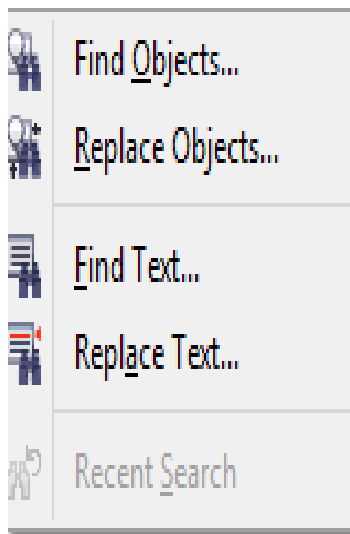 Find Objects...
Replace Objects...
Find Text...
Replace Text...
Recent Search